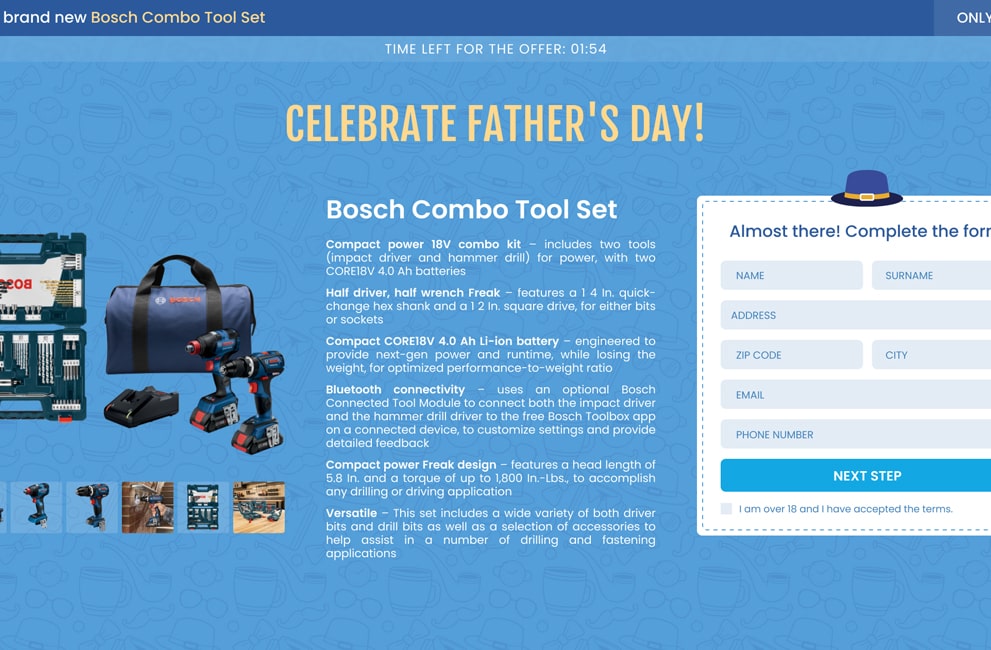 brand new Bosch Combo Tool Set
ONLY
TIME LEFT FOR THE OFFER: 01:54
CELEBRATE FATHER'S DAY!
BOSCH
BOSCH
Bosch Combo Tool Set
Compact power 18V combo kit – includes two tools
(impact driver and hammer drill) for power, with two
CORE18V 4.0 Ah batteries
Half driver, half wrench Freak – features a 1 4 In. quick-
change hex shank and a 1 2 In. square drive, for either bits
or sockets
Compact CORE18V 4.0 Ah Li-ion battery – engineered to
provide next-gen power and runtime, while losing the
weight, for optimized performance-to-weight ratio
Bluetooth connectivity – uses an optional Bosch
Connected Tool Module to connect both the impact driver
and the hammer drill driver to the free Bosch Toolbox app
on a connected device, to customize settings and provide
detailed feedback
Compact power Freak design – features a head length of
5.8 In. and a torque of up to 1,800 In.-Lbs., to accomplish
any drilling or driving application
Versatile – This set includes a wide variety of both driver
bits and drill bits as well as a selection of accessories to
help assist in a number of drilling and fastening
applications
Almost there! Complete the for
NAME
SURNAME
ADDRESS
ZIP CODE
CITY
EMAIL
PHONE NUMBER
NEXT STEP
I am over 18 and I have accepted the terms.